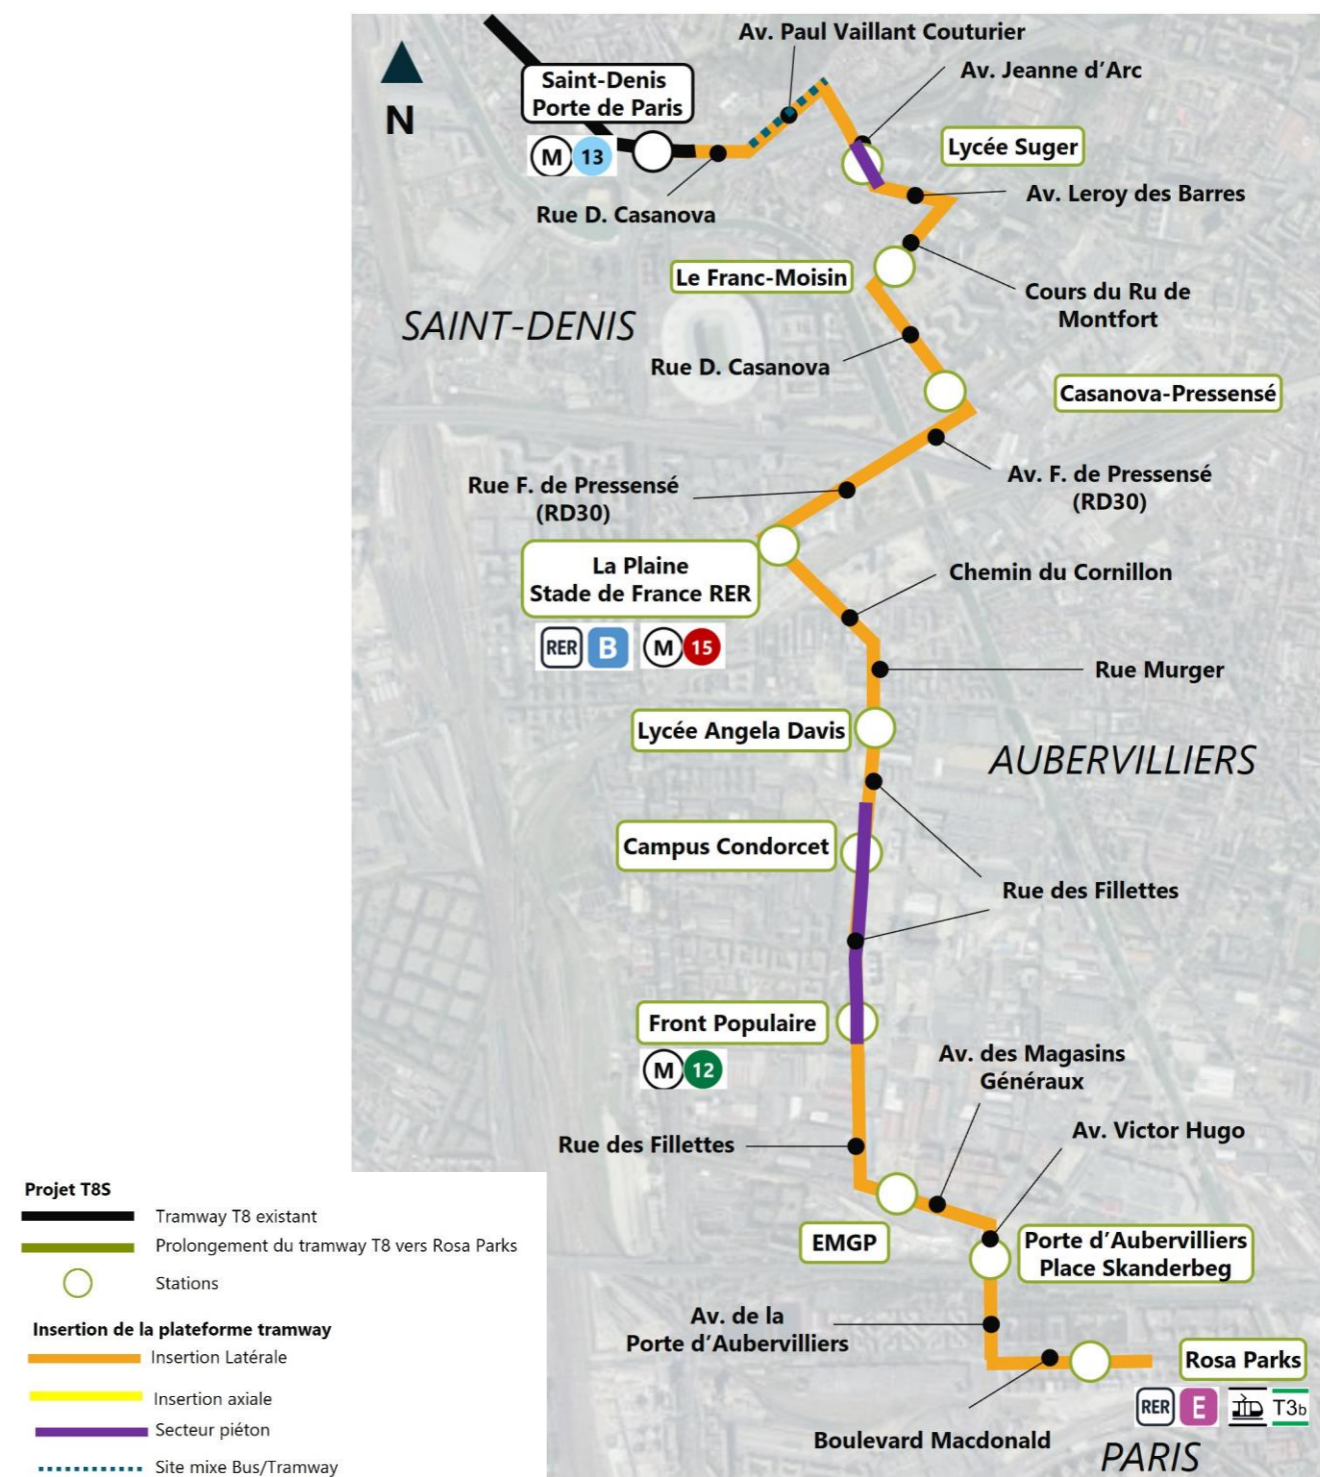 Av. Paul Vaillant Couturier
Av. Jeanne d'Arc
N
Saint-Denis
Porte de Paris
M 13
Lycée Suger
Rue D. Casanova
Av. Leroy des Barres
Le Franc-Moisin
Cours du Ru de
Montfort
SAINT-DENIS
Rue D. Casanova
Casanova-Pressensé
Rue F. de Pressensé
(RD30)
Av. F. de Pressensé
(RD30)
La Plaine
Stade de France RER
RER B M 15
Chemin du Cornillon
Rue Murger
Lycée Angela Davis
AUBERVILLIERS
Campus Condorcet
Rue des Fillettes
Front Populaire
M 12
Av. des Magasins
Généraux
Rue des Fillettes
Av. Victor Hugo
EMGP
Porte d'Aubervilliers
Place Skanderbeg
Av. de la
Porte d'Aubervilliers
Rosa Parks
RER E T3b
Boulevard Macdonald
PARIS
Projet T8S
Tramway T8 existant
Prolongement du tramway T8 vers Rosa Parks
Stations
Insertion de la plateforme tramway
Insertion Latérale
Insertion axiale
Secteur piéton
Site mixe Bus/Tramway